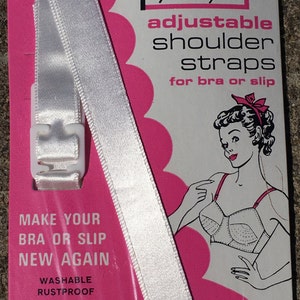 adjustable
shoulder
straps
for bra or slip
MAKE YOUR
BRA OR SLIP
NEW AGAIN
WASHABLE
RUSTPROOF